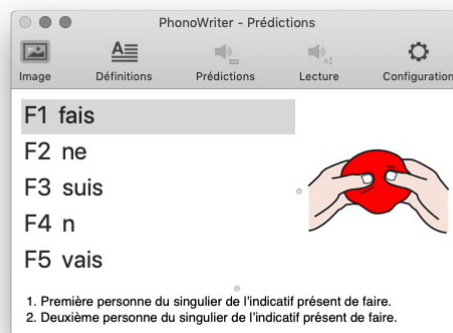 PhonoWriter - Prédictions
Image Définitions Prédictions Lecture Configuration
F1 fais
F2 ne
F3 suis
F4 n
F5 vais
1. Première personne du singulier de l'indicatif présent de faire.
2. Deuxième personne du singulier de l'indicatif présent de faire.